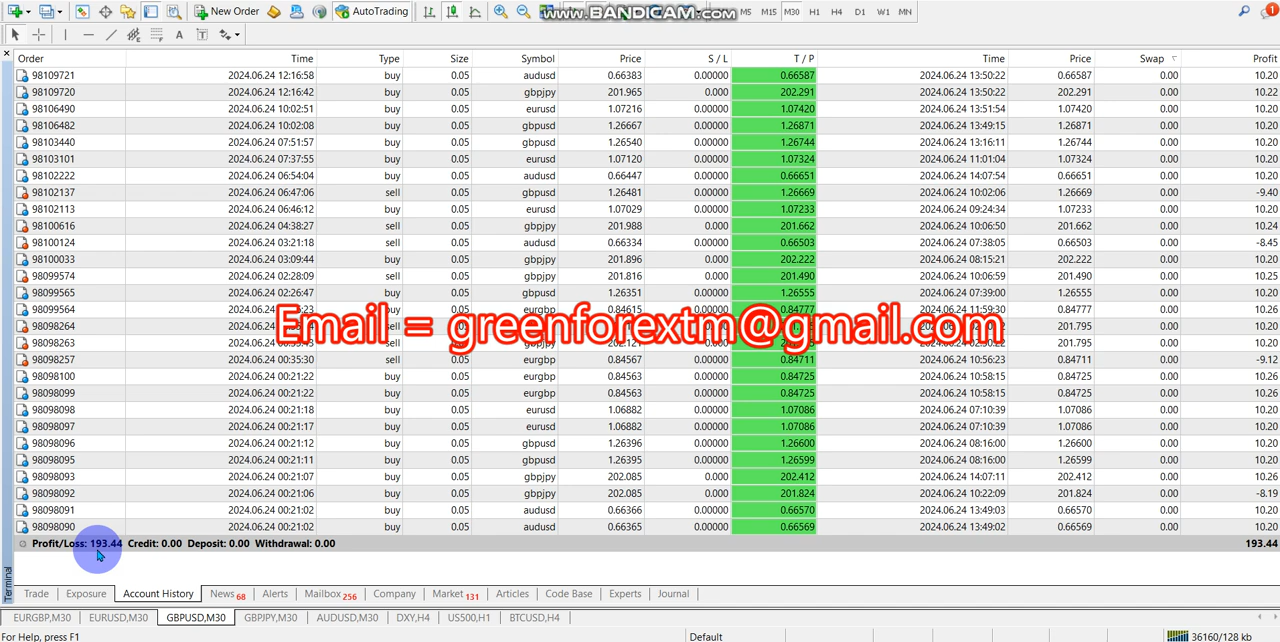 New Order AutoTrading www.BANDICAM.com M5 M15 M30 H1 H4 D1 W1 MN 1
A T
Order Time Type Size Symbol Price S / L T / P Time Price Swap Profit
98109721 2024.06.24 12:16:58 buy 0.05 audusd 0.66383 0.00000 0.66587 2024.06.24 13:50:22 0.66587 0.00 10.20
98109720 2024.06.24 12:16:42 buy 0.05 gbpjpy 201.965 0.000 202.291 2024.06.24 13:50:22 202.291 0.00 10.22
98106490 2024.06.24 10:02:51 buy 0.05 eurusd 1.07216 0.00000 1.07420 2024.06.24 13:51:54 1.07420 0.00 10.20
98106482 2024.06.24 10:02:08 buy 0.05 gbpusd 1.26667 0.00000 1.26871 2024.06.24 13:49:15 1.26871 0.00 10.20
98103440 2024.06.24 07:51:57 buy 0.05 gbpusd 1.26540 0.00000 1.26744 2024.06.24 13:16:11 1.26744 0.00 10.20
98103101 2024.06.24 07:37:55 buy 0.05 eurusd 1.07120 0.00000 1.07324 2024.06.24 11:01:04 1.07324 0.00 10.20
98102222 2024.06.24 06:54:04 buy 0.05 audusd 0.66447 0.00000 0.66651 2024.06.24 14:07:54 0.66651 0.00 10.20
98102137 2024.06.24 06:47:06 sell 0.05 gbpusd 1.26481 0.00000 1.26669 2024.06.24 10:02:06 1.26669 0.00 -9.40
98102113 2024.06.24 06:46:12 buy 0.05 eurusd 1.07029 0.00000 1.07233 2024.06.24 09:24:34 1.07233 0.00 10.20
98100616 2024.06.24 04:38:27 sell 0.05 gbpjpy 201.988 0.000 201.662 2024.06.24 10:06:50 201.662 0.00 10.24
98100124 2024.06.24 03:21:18 sell 0.05 audusd 0.66334 0.00000 0.66503 2024.06.24 07:38:05 0.66503 0.00 -8.45
98100033 2024.06.24 03:09:44 buy 0.05 gbpjpy 201.896 0.000 202.222 2024.06.24 08:15:21 202.222 0.00 10.20
98099574 2024.06.24 02:28:09 sell 0.05 gbpjpy 201.816 0.000 201.490 2024.06.24 10:06:59 201.490 0.00 10.25
98099565 2024.06.24 02:26:47 buy 0.05 gbpusd 1.26351 0.00000 1.26555 2024.06.24 07:39:00 1.26555 0.00 10.20
98099564 buy 0.84777 0.84777 0.00 10.26
Email = greenforextm@gmail.com
98098264 201.795 0.00 10.20
98098263 201.795 0.00 10.20
98098257 2024.06.24 00:35:30 sell 0.05 eurgbp 0.84567 0.00000 0.84711 2024.06.24 10:56:23 0.84711 0.00 -9.12
98098100 2024.06.24 00:21:22 buy 0.05 eurgbp 0.84563 0.00000 0.84725 2024.06.24 10:58:15 0.84725 0.00 10.26
98098099 2024.06.24 00:21:22 buy 0.05 eurgbp 0.84563 0.00000 0.84725 2024.06.24 10:58:15 0.84725 0.00 10.26
98098098 2024.06.24 00:21:18 buy 0.05 eurusd 1.06882 0.00000 1.07086 2024.06.24 07:10:39 1.07086 0.00 10.20
98098097 2024.06.24 00:21:17 buy 0.05 eurusd 1.06882 0.00000 1.07086 2024.06.24 07:10:39 1.07086 0.00 10.20
98098096 2024.06.24 00:21:12 buy 0.05 gbpusd 1.26396 0.00000 1.26600 2024.06.24 08:16:00 1.26600 0.00 10.20
98098095 2024.06.24 00:21:11 buy 0.05 gbpusd 1.26395 0.00000 1.26599 2024.06.24 08:16:00 1.26599 0.00 10.20
98098093 2024.06.24 00:21:07 buy 0.05 gbpjpy 202.085 0.000 202.412 2024.06.24 14:07:11 202.412 0.00 10.26
98098092 2024.06.24 00:21:06 buy 0.05 gbpjpy 202.085 0.000 201.824 2024.06.24 10:22:09 201.824 0.00 -8.19
98098091 2024.06.24 00:21:02 buy 0.05 audusd 0.66366 0.00000 0.66570 2024.06.24 13:49:03 0.66570 0.00 10.20
98098090 2024.06.24 00:21:02 buy 0.05 audusd 0.66365 0.00000 0.66569 2024.06.24 13:49:02 0.66569 0.00 10.20
Profit/Loss: 193.44 Credit: 0.00 Deposit: 0.00 Withdrawal: 0.00 193.44
Terminal
Trade Exposure Account History News 68 Alerts Mailbox 256 Company Market 131 Articles Code Base Experts Journal
EURGBP,M30 EURUSD,M30 GBPUSD,M30 GBPJPY,M30 AUDUSD,M30 DXY,H4 US500,H1 BTCUSD,H4
For Help, press F1 Default 36160/128 kb